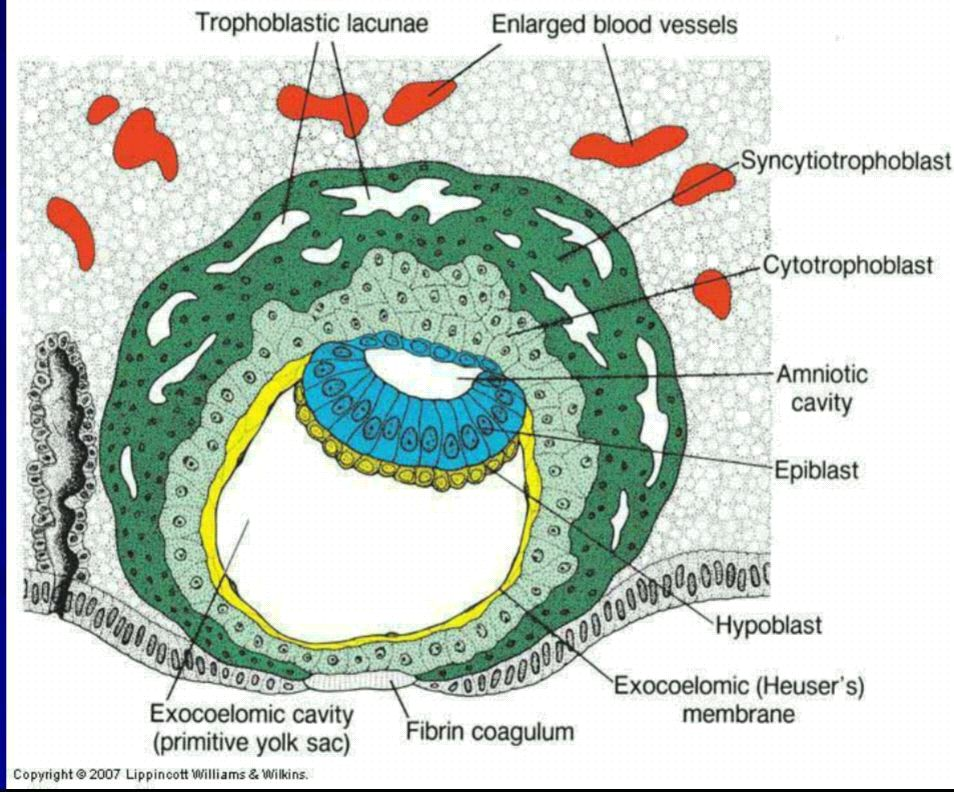 Trophoblastic lacunae
Enlarged blood vessels
Syncytiotrophoblast
Cytotrophoblast
Amniotic
cavity
Epiblast
Hypoblast
Exocoelomic (Heuser's)
membrane
Fibrin coagulum
Exocoelomic cavity
(primitive yolk sac)
Copyright © 2007 Lippincott Williams & Wilkins.